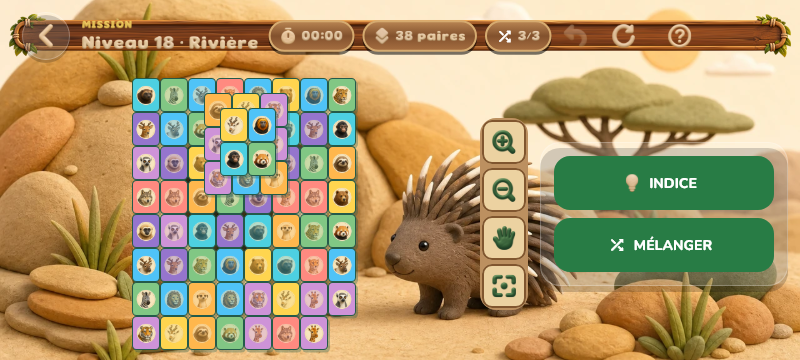 MISSION
Niveau 18 · Rivière
00:00
38 paires
3/3
INDICE
MÉLANGER